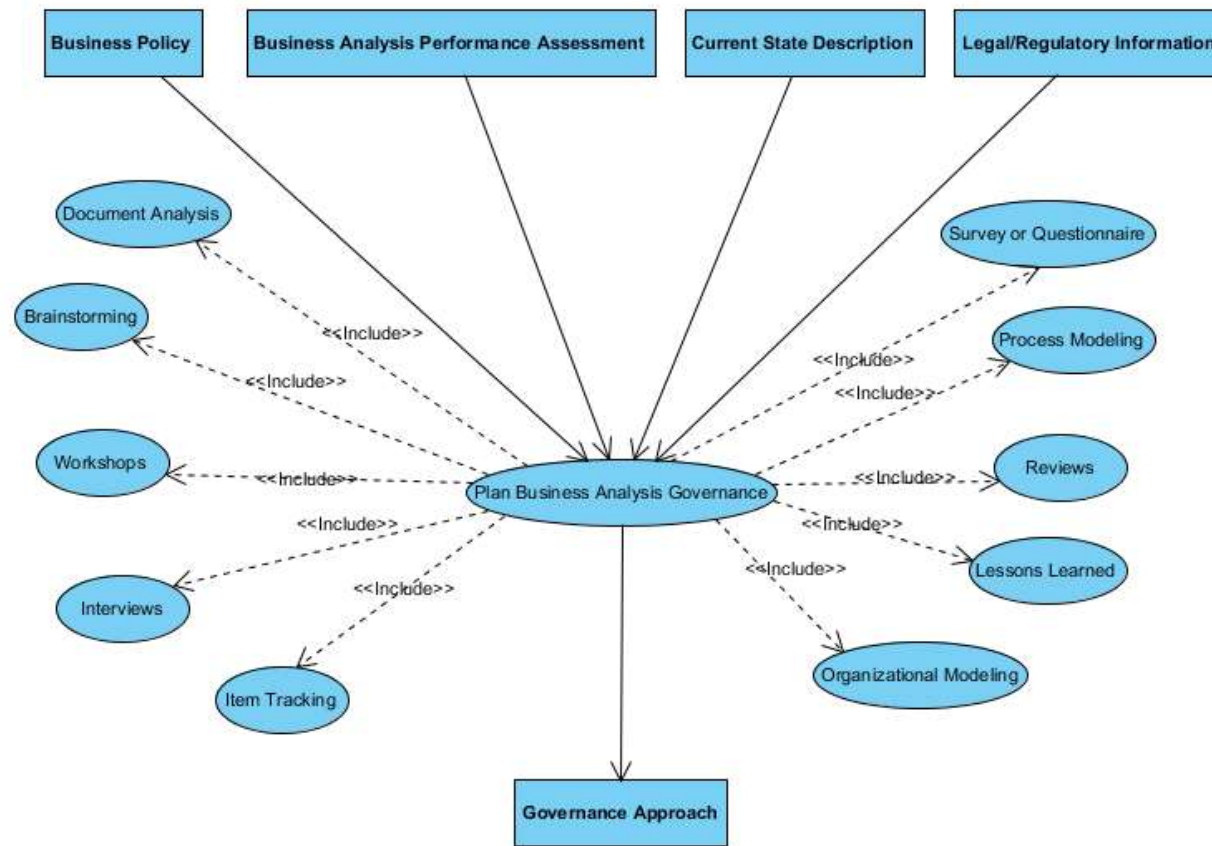 Business Policy
Business Analysis Performance Assessment
Current State Description
Legal/Regulatory Information
Document Analysis
Survey or Questionnaire
Brainstorming
<<Include>>
Process Modeling
<<Include>>
<<Include>>
<<Include>>
Workshops
<<Include>>
Plan Business Analysis Governance
<<Include>>
Reviews
<<Include>>
<<Include>>
Lessons Learned
Interviews
<<Include>>
<<Include>>
Item Tracking
Organizational Modeling
Governance Approach